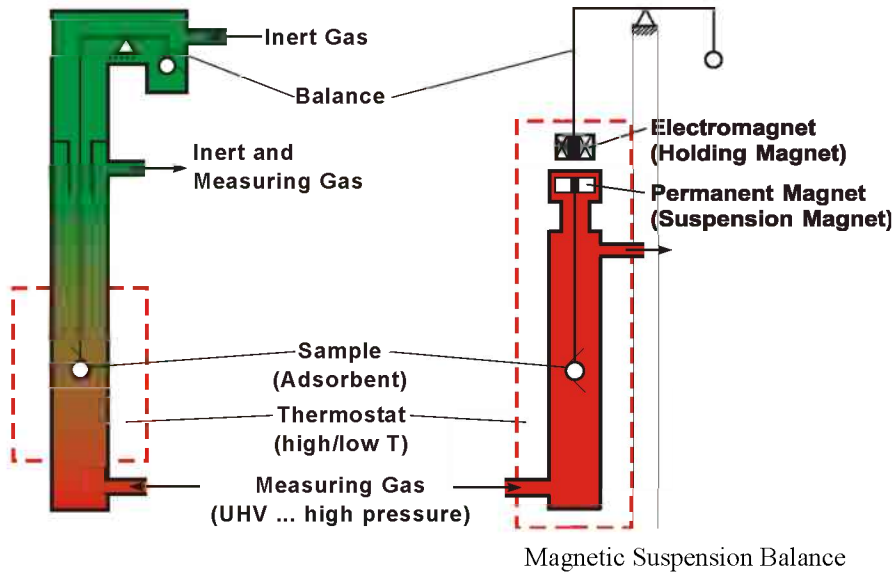 Inert Gas
Balance
Electromagnet
(Holding Magnet)
Inert and
Measuring Gas
Permanent Magnet
(Suspension Magnet)
Sample
(Adsorbent)
Thermostat
(high/low T)
Measuring Gas
(UHV ... high pressure)
Magnetic Suspension Balance